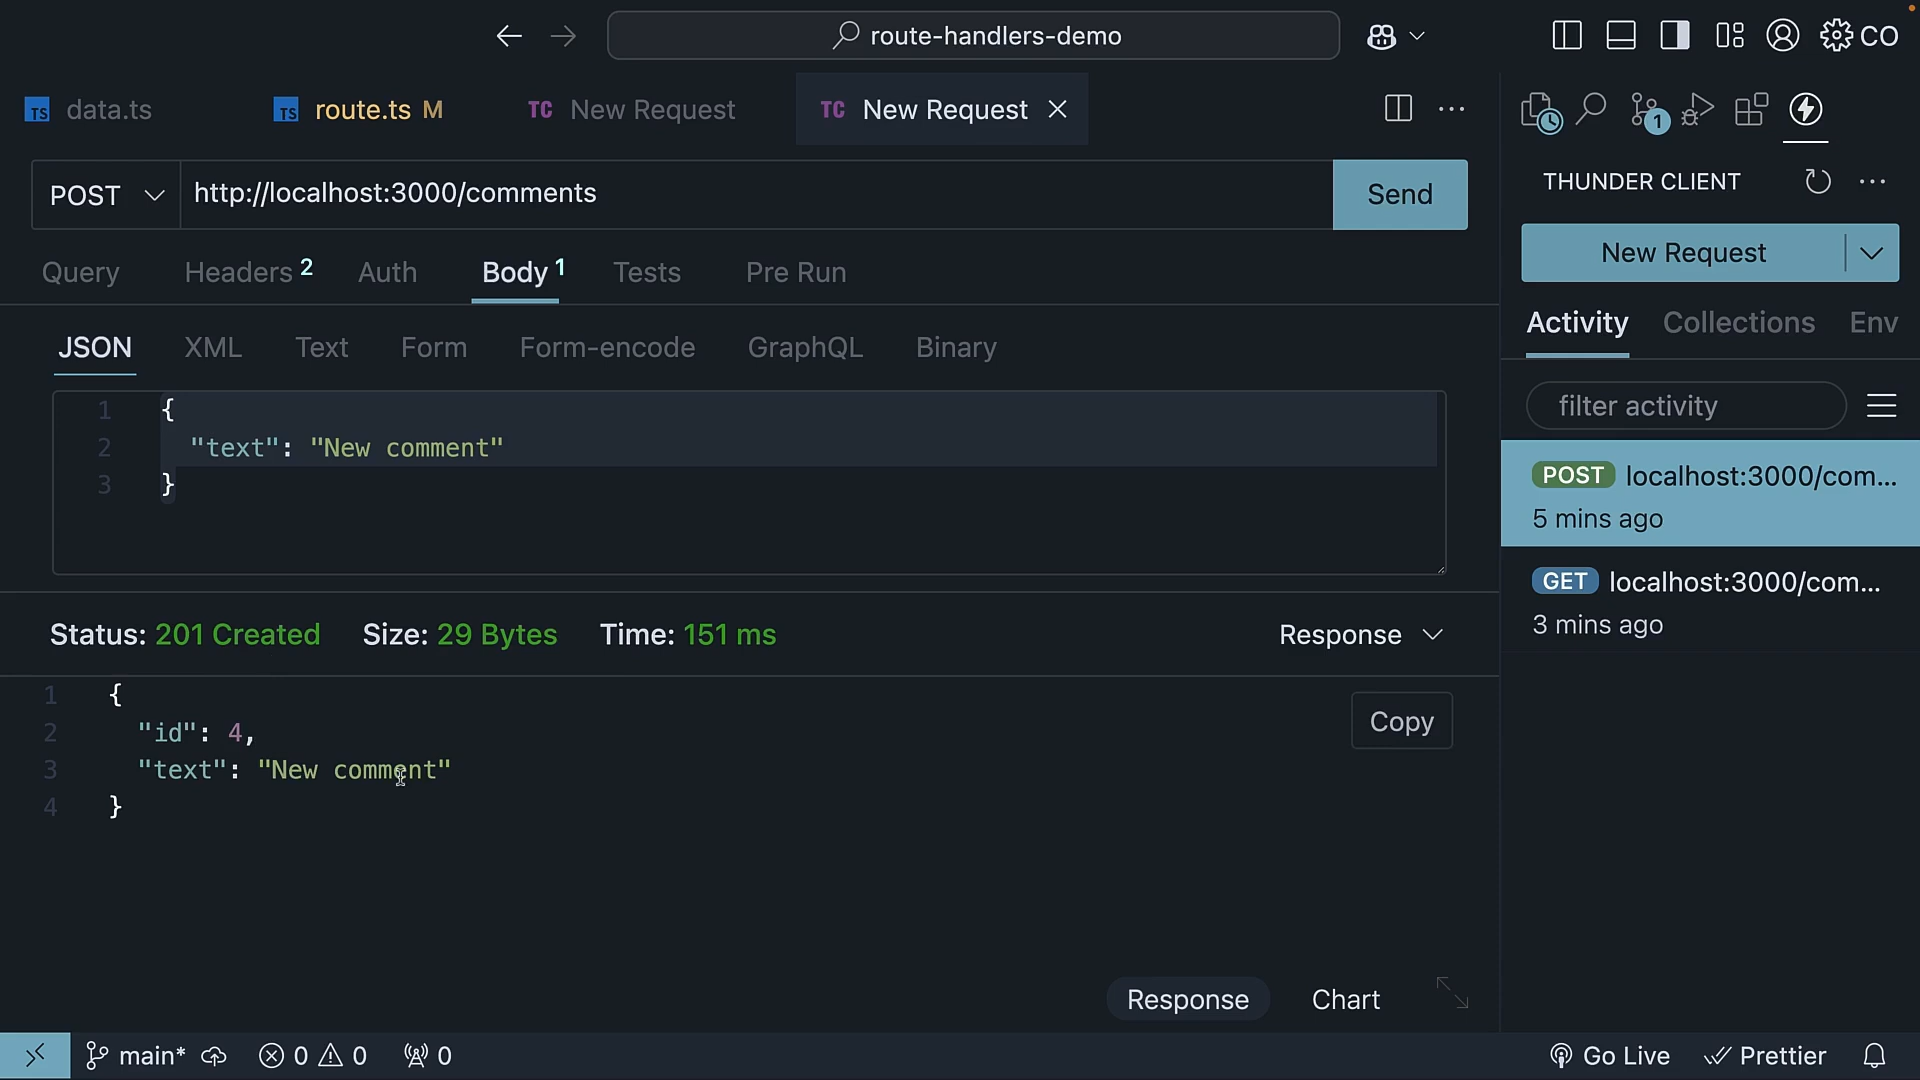 route-handlers-demo
CO
TS data.ts
TS route.ts M
TC New Request
TC New Request
POST
http://localhost:3000/comments
Send
Query
Headers 2
Auth
Body 1
Tests
Pre Run
JSON
XML
Text
Form
Form-encode
GraphQL
Binary
1 {
2 "text": "New comment"
3 }
Status: 201 Created
Size: 29 Bytes
Time: 151 ms
Response
1 {
2 "id": 4,
3 "text": "New comment"
4 }
Copy
Response
Chart
1
THUNDER CLIENT
New Request
Activity
Collections
Env
filter activity
POST localhost:3000/com...
5 mins ago
GET localhost:3000/com...
3 mins ago
main*
0
0
0
Go Live
Prettier